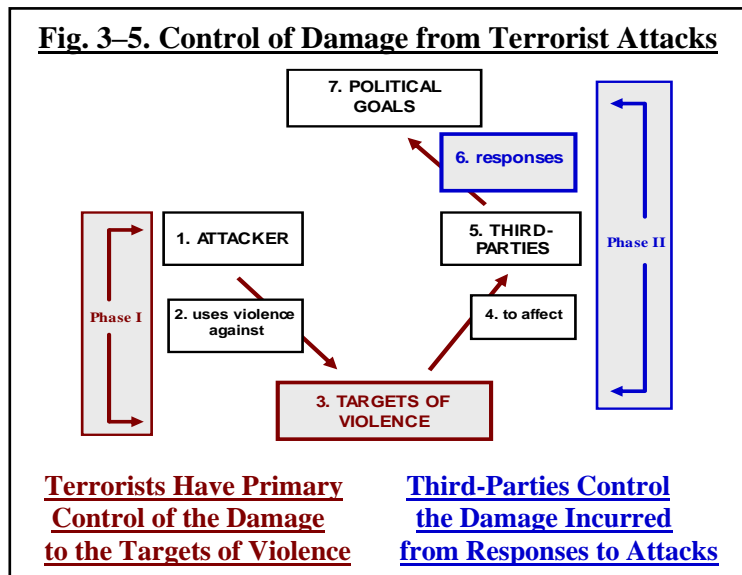 Fig. 3–5. Control of Damage from Terrorist Attacks
7. POLITICAL
GOALS
6. responses
1. ATTACKER
5. THIRD-
PARTIES
Phase I
Phase II
2. uses violence
against
4. to affect
3. TARGETS OF
VIOLENCE
Terrorists Have Primary
Control of the Damage
to the Targets of Violence
Third-Parties Control
the Damage Incurred
from Responses to Attacks